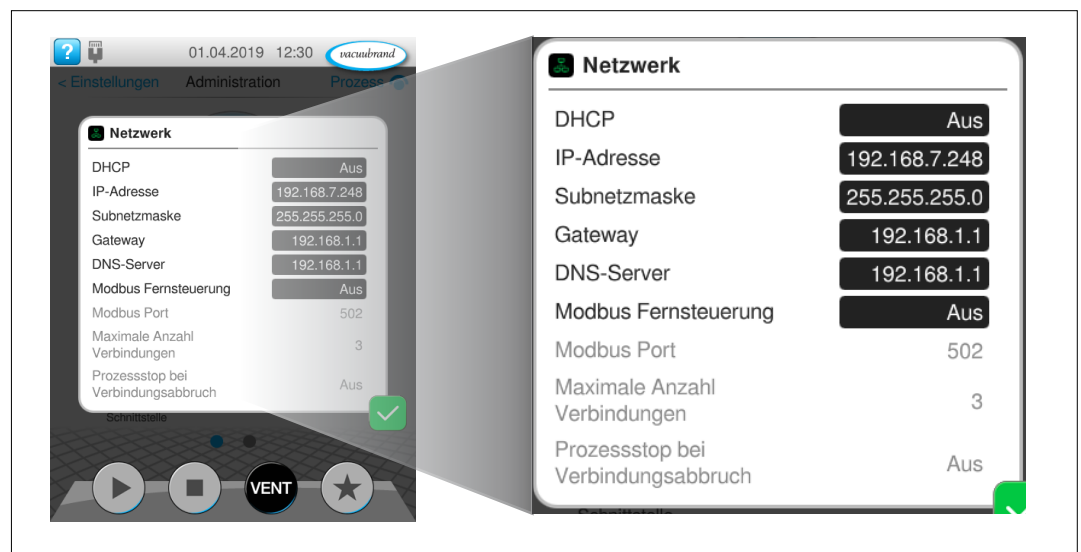 ?
01.04.2019 12:30 vacuubrand
< Einstellungen Administration Prozess
Netzwerk
DHCP Aus
IP-Adresse 192.168.7.248
Subnetzmaske 255.255.255.0
Gateway 192.168.1.1
DNS-Server 192.168.1.1
Modbus Fernsteuerung Aus
Modbus Port 502
Maximale Anzahl
Verbindungen 3
Prozessstop bei
Verbindungsabbruch Aus
Schnittstelle
VENT
Netzwerk
DHCP Aus
IP-Adresse 192.168.7.248
Subnetzmaske 255.255.255.0
Gateway 192.168.1.1
DNS-Server 192.168.1.1
Modbus Fernsteuerung Aus
Modbus Port 502
Maximale Anzahl
Verbindungen 3
Prozessstop bei
Verbindungsabbruch Aus
Schnittstelle